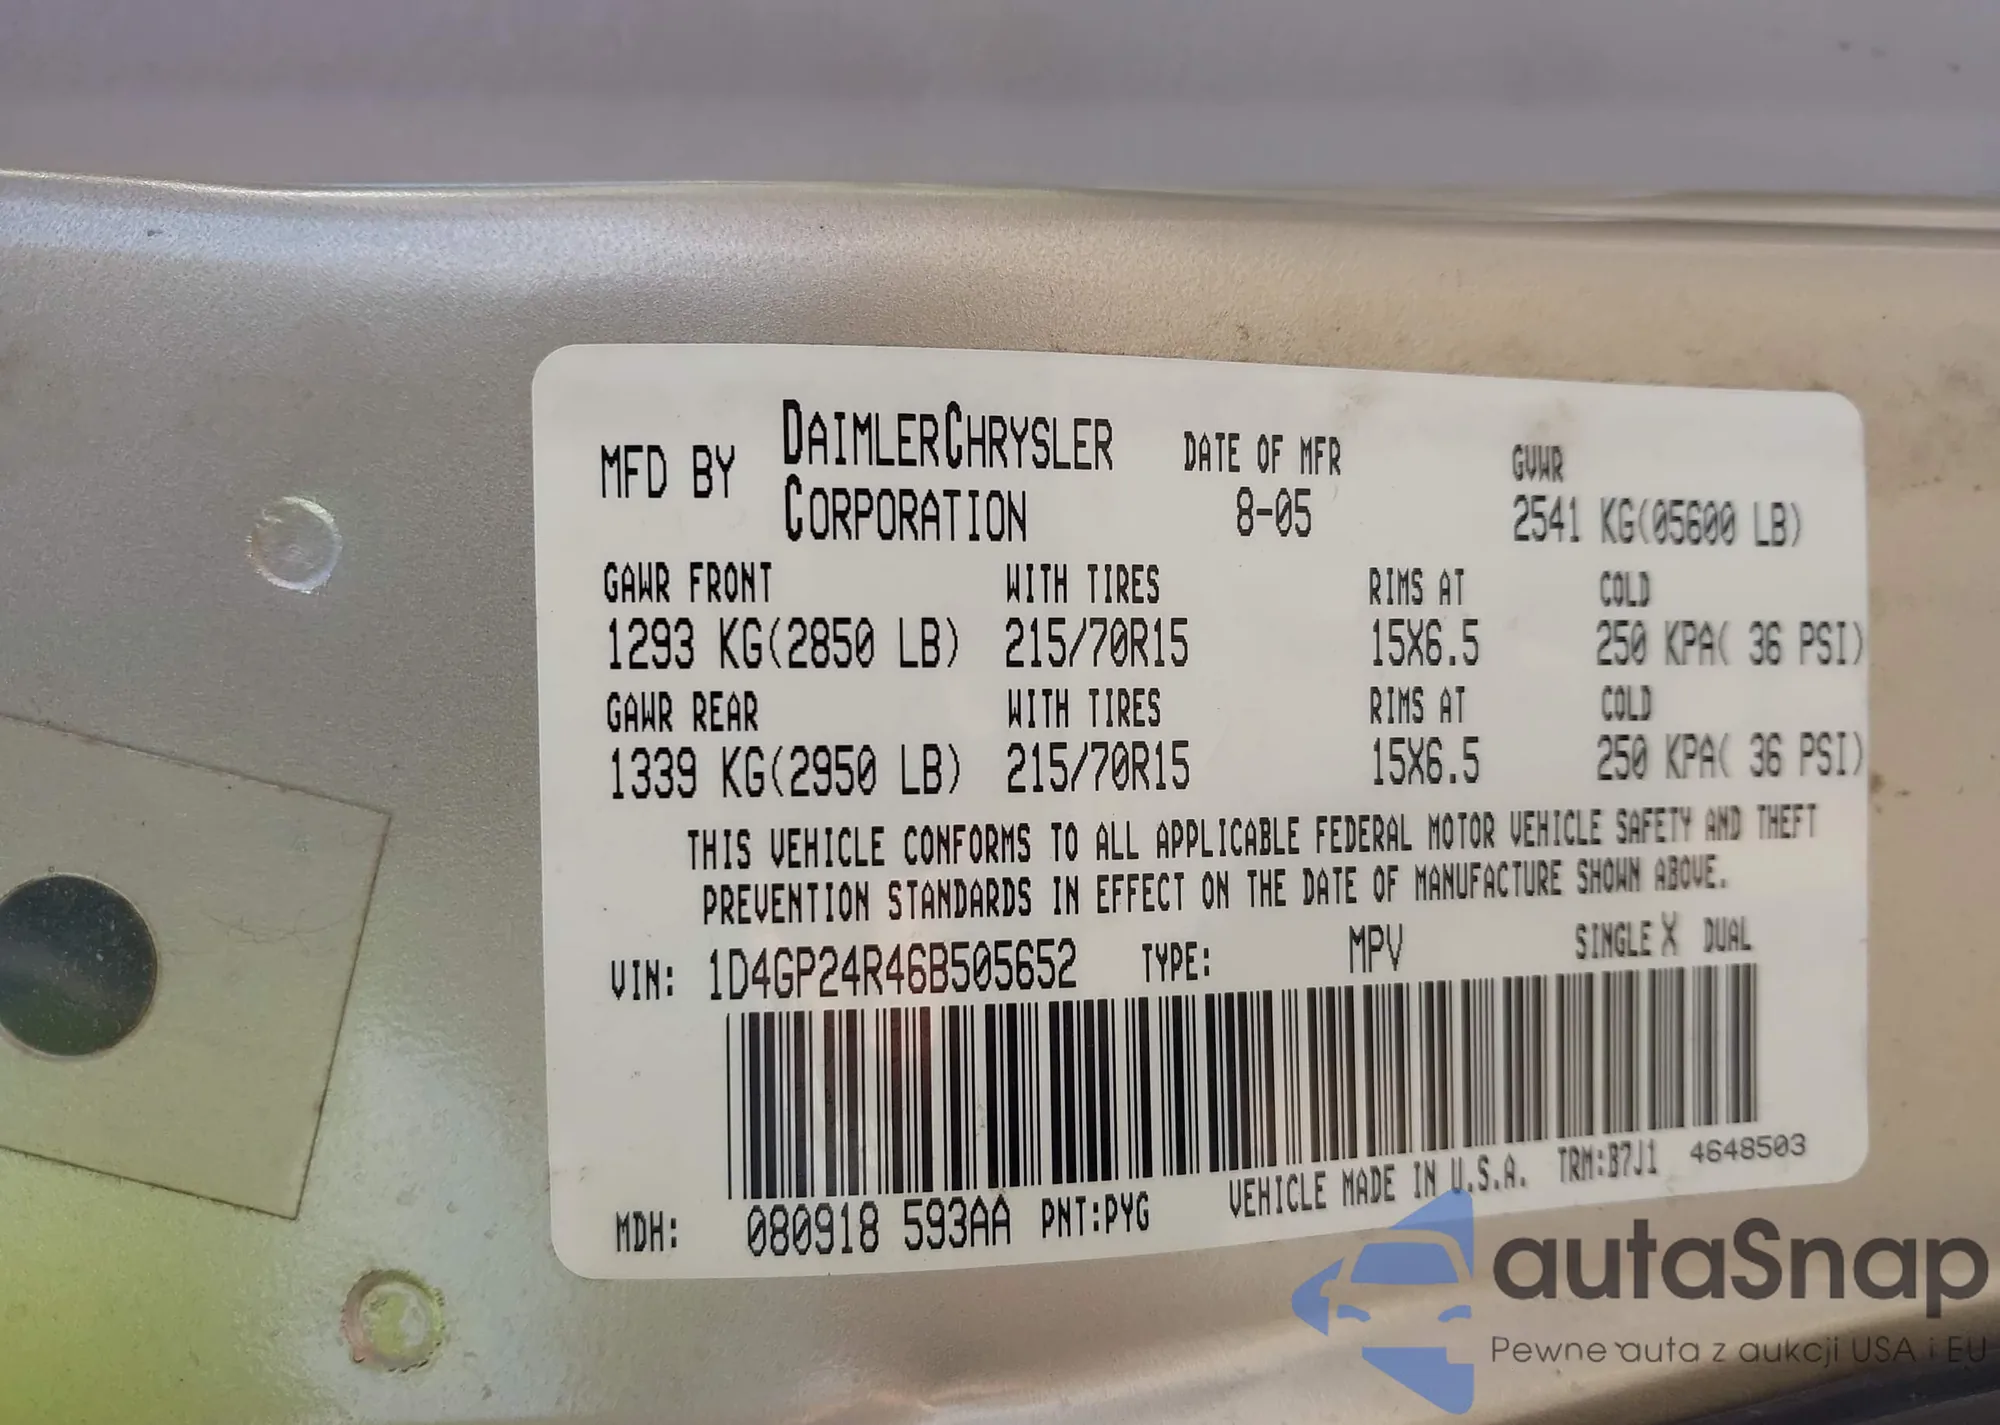 MFD BY DAIMLERCHRYSLER CORPORATION
DATE OF MFR 8-05
GVWR 2541 KG(05600 LB)
GAWR FRONT WITH TIRES RIMS AT COLD
1293 KG(2850 LB) 215/70R15 15X6.5 250 KPA( 36 PSI)
GAWR REAR WITH TIRES RIMS AT COLD
1339 KG(2950 LB) 215/70R15 15X6.5 250 KPA( 36 PSI)
THIS VEHICLE CONFORMS TO ALL APPLICABLE FEDERAL MOTOR VEHICLE SAFETY AND THEFT
PREVENTION STANDARDS IN EFFECT ON THE DATE OF MANUFACTURE SHOWN ABOVE.
VIN: 1D4GP24R46B505652 TYPE: MPV SINGLE X DUAL
MDH: 080918 593AA PNT:PYG VEHICLE MADE IN U.S.A. TRM:B7J1 4648503
autaSnap
Pewne auta z aukcji USA i EU